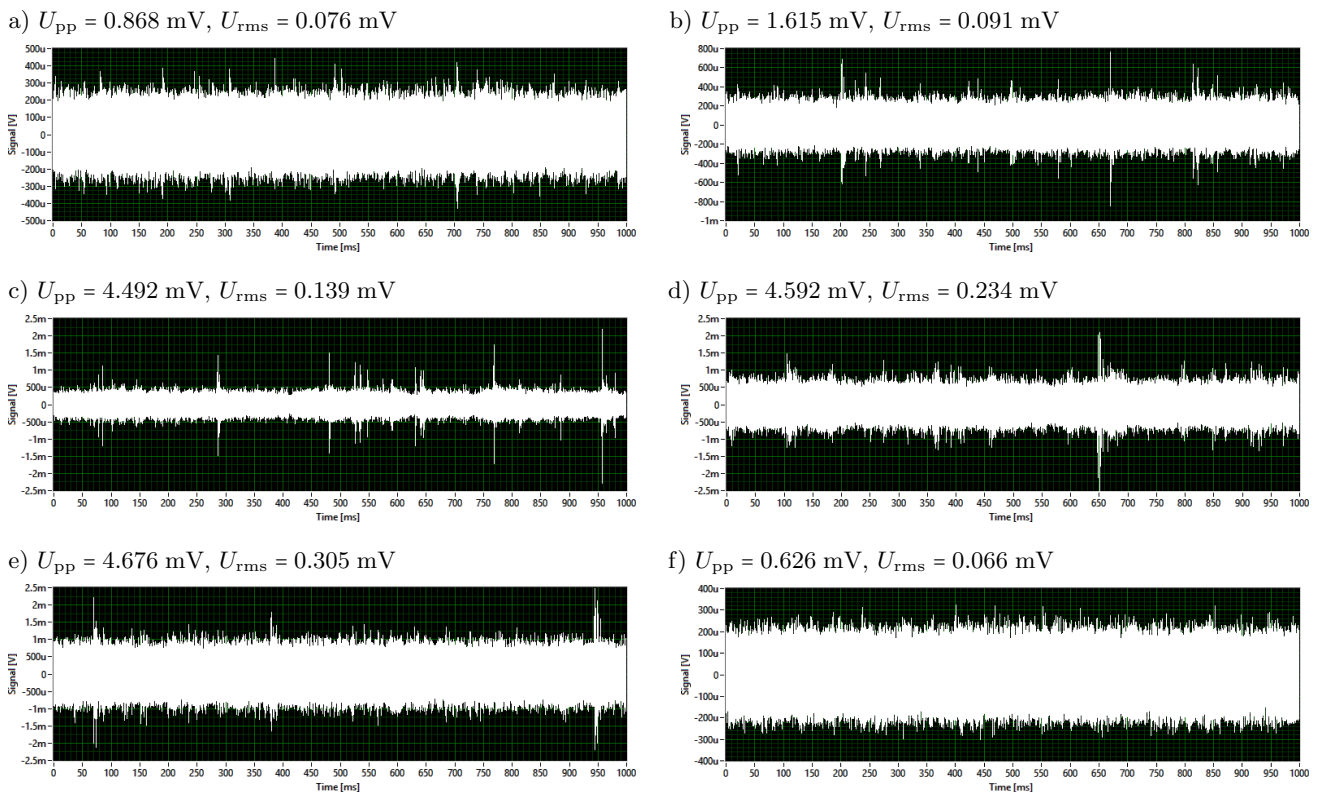 a) Upp = 0.868 mV, Urms = 0.076 mV
500u
400u
300u
200u
100u
0
-100u
-200u
-300u
-400u
-500u
Signal [V]
0 50 100 150 200 250 300 350 400 450 500 550 600 650 700 750 800 850 900 950 1000
Time [ms]
b) Upp = 1.615 mV, Urms = 0.091 mV
800u
600u
400u
200u
0
-200u
-400u
-600u
-800u
-1m
Signal [V]
0 50 100 150 200 250 300 350 400 450 500 550 600 650 700 750 800 850 900 950 1000
Time [ms]
c) Upp = 4.492 mV, Urms = 0.139 mV
2.5m
2m
1.5m
1m
500u
0
-500u
-1m
-1.5m
-2m
-2.5m
Signal [V]
0 50 100 150 200 250 300 350 400 450 500 550 600 650 700 750 800 850 900 950 1000
Time [ms]
d) Upp = 4.592 mV, Urms = 0.234 mV
2.5m
2m
1.5m
1m
500u
0
-500u
-1m
-1.5m
-2m
-2.5m
Signal [V]
0 50 100 150 200 250 300 350 400 450 500 550 600 650 700 750 800 850 900 950 1000
Time [ms]
e) Upp = 4.676 mV, Urms = 0.305 mV
2.5m
2m
1.5m
1m
500u
0
-500u
-1m
-1.5m
-2m
-2.5m
Signal [V]
0 50 100 150 200 250 300 350 400 450 500 550 600 650 700 750 800 850 900 950 1000
Time [ms]
f) Upp = 0.626 mV, Urms = 0.066 mV
400u
300u
200u
100u
0
-100u
-200u
-300u
-400u
Signal [V]
0 50 100 150 200 250 300 350 400 450 500 550 600 650 700 750 800 850 900 950 1000
Time [ms]